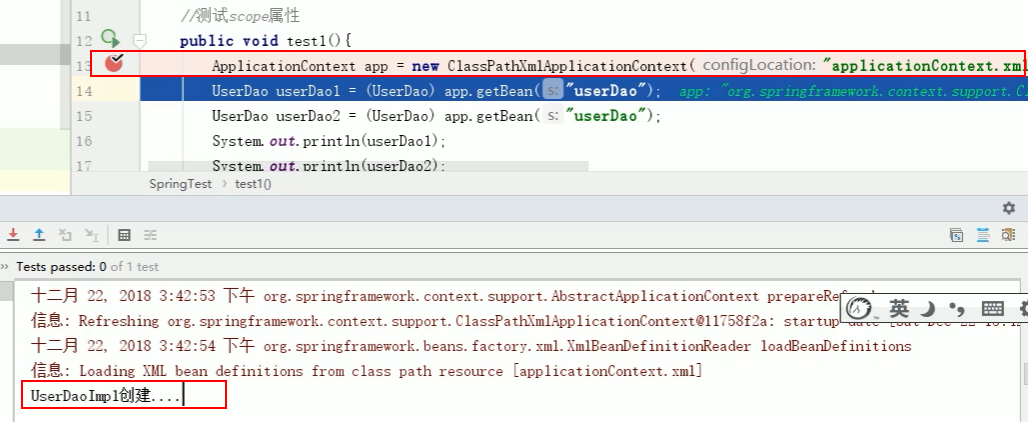 11 //测试scope属性
12 public void test1(){
13 ApplicationContext app = new ClassPathXmlApplicationContext( configLocation: "applicationContext.xml
14 UserDao userDao1 = (UserDao) app.getBean( s: "userDao"); app: "org.springframework.context.support.Cl
15 UserDao userDao2 = (UserDao) app.getBean( s: "userDao");
16 System.out.println(userDao1);
17 System.out.println(userDao2);
SpringTest › test1()
» Tests passed: 0 of 1 test
十二月 22, 2018 3:42:53 下午 org.springframework.context.support.AbstractApplicationContext
信息: Refreshing org.springframework.context.support.ClassPathXmlApplicationContext@11758f2a: startup date
英
十二月 22, 2018 3:42:54 下午 org.springframework.beans.factory.xml.XmlBeanDefinitionReader loadBeanDefinitions
信息: Loading XML bean definitions from class path resource [applicationContext.xml]
UserDaoImpl创建....